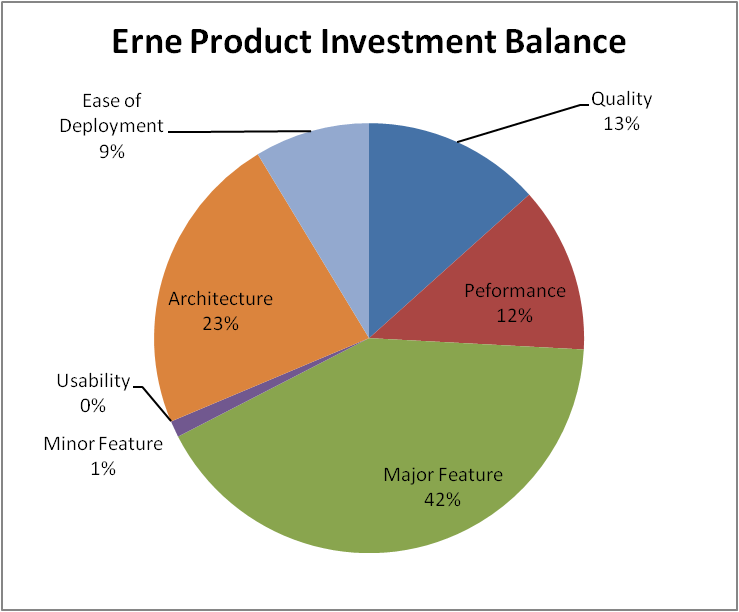 Erne Product Investment Balance
Ease of
Deployment
9%
Quality
13%
Peformance
12%
Architecture
23%
Usability
0%
Minor Feature
1%
Major Feature
42%